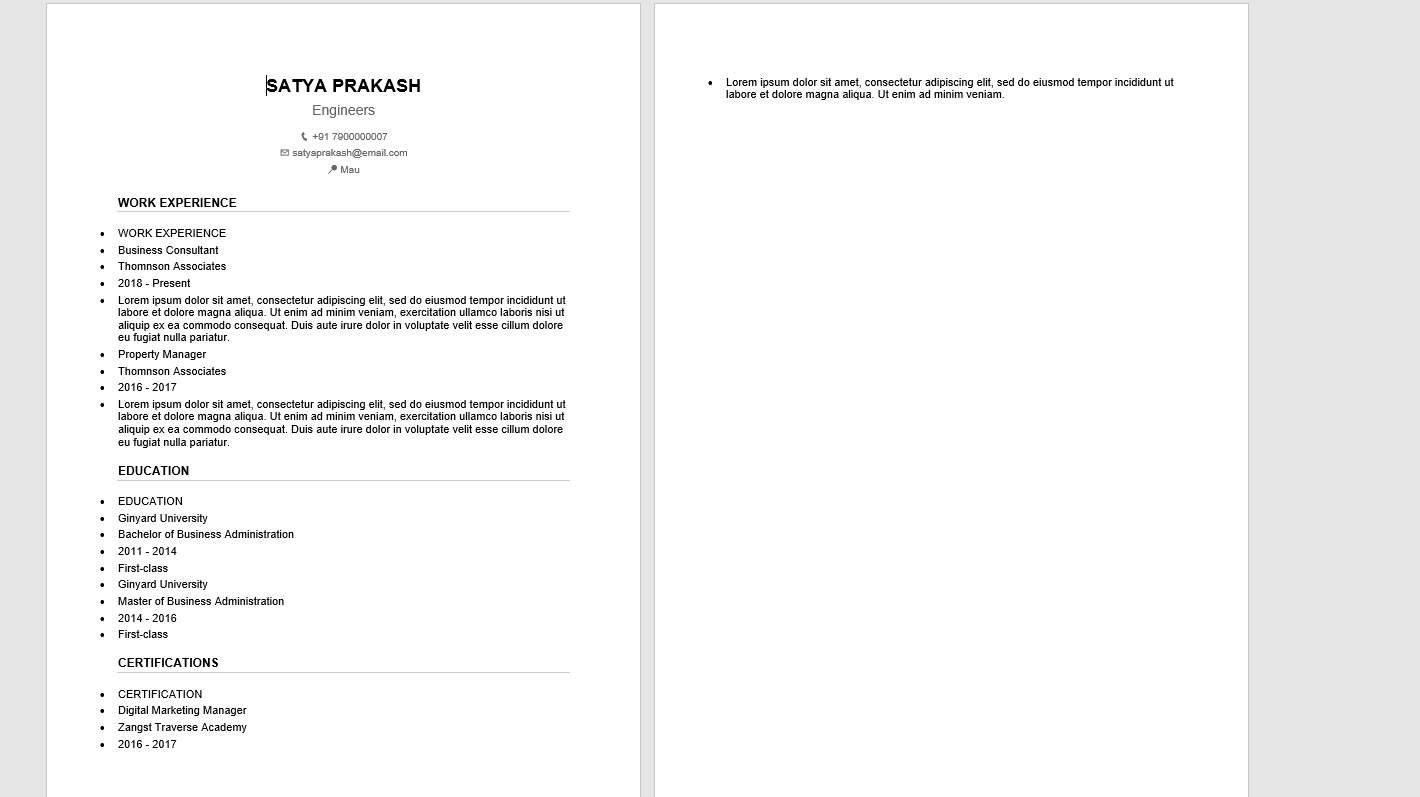 SATYA PRAKASH
Engineers
+91 7900000007
satyaprakash@email.com
Mau
WORK EXPERIENCE
• WORK EXPERIENCE
• Business Consultant
• Thomnson Associates
• 2018 - Present
• Lorem ipsum dolor sit amet, consectetur adipiscing elit, sed do eiusmod tempor incididunt ut
labore et dolore magna aliqua. Ut enim ad minim veniam, exercitation ullamco laboris nisi ut
aliquip ex ea commodo consequat. Duis aute irure dolor in voluptate velit esse cillum dolore
eu fugiat nulla pariatur.
• Property Manager
• Thomnson Associates
• 2016 - 2017
• Lorem ipsum dolor sit amet, consectetur adipiscing elit, sed do eiusmod tempor incididunt ut
labore et dolore magna aliqua. Ut enim ad minim veniam, exercitation ullamco laboris nisi ut
aliquip ex ea commodo consequat. Duis aute irure dolor in voluptate velit esse cillum dolore
eu fugiat nulla pariatur.
EDUCATION
• EDUCATION
• Ginyard University
• Bachelor of Business Administration
• 2011 - 2014
• First-class
• Ginyard University
• Master of Business Administration
• 2014 - 2016
• First-class
CERTIFICATIONS
• CERTIFICATION
• Digital Marketing Manager
• Zangst Traverse Academy
• 2016 - 2017
• Lorem ipsum dolor sit amet, consectetur adipiscing elit, sed do eiusmod tempor incididunt ut
labore et dolore magna aliqua. Ut enim ad minim veniam.